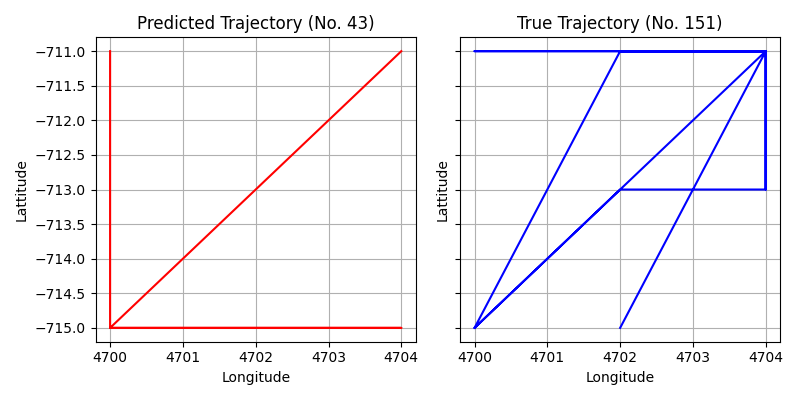 Predicted Trajectory (No. 43)
True Trajectory (No. 151)
Lattitude
−711.0
−711.5
−712.0
−712.5
−713.0
−713.5
−714.0
−714.5
−715.0
4700 4701 4702 4703 4704
Longitude
Lattitude
4700 4701 4702 4703 4704
Longitude